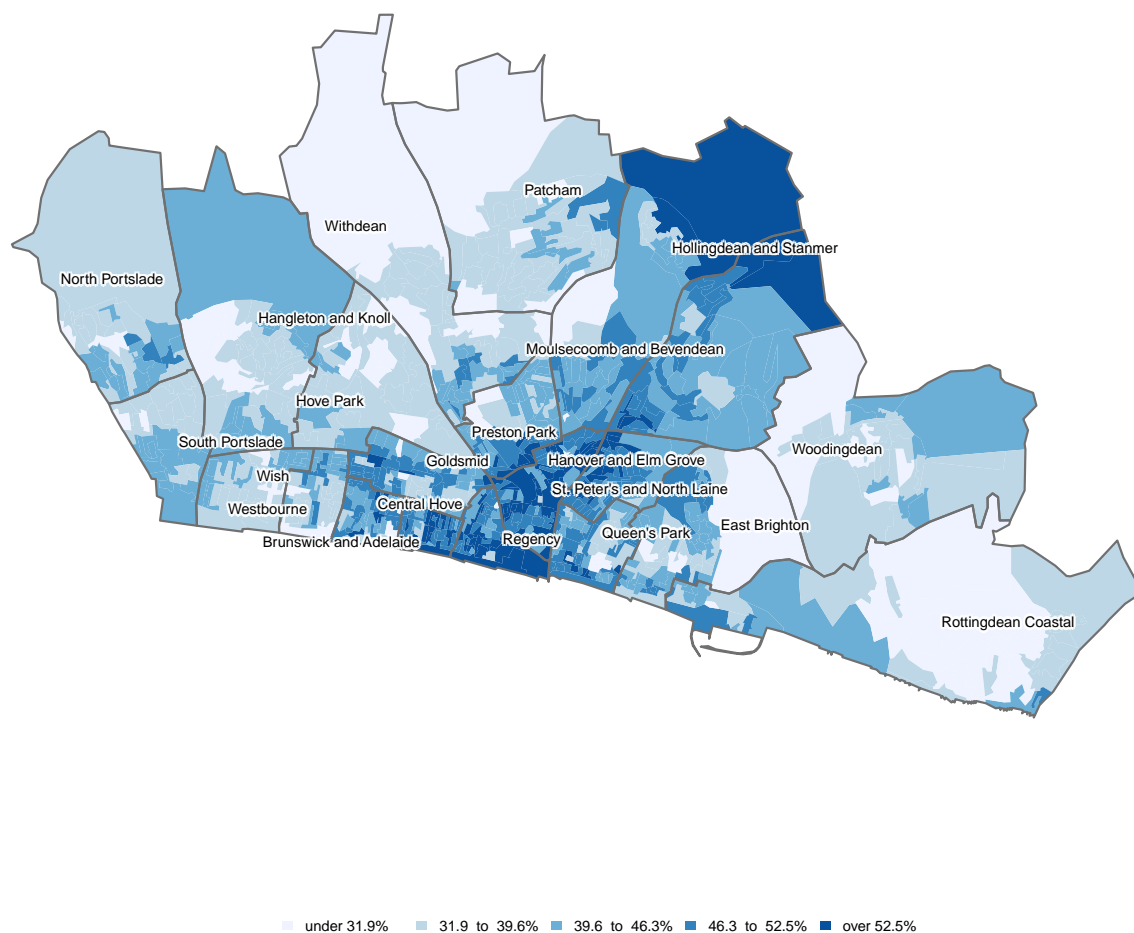 Patcham
Withdean
Hollingdean and Stanmer
North Portslade
Hangleton and Knoll
Moulsecoomb and Bevendean
Hove Park
Preston Park
South Portslade
Woodingdean
Goldsmid
Hanover and Elm Grove
Wish
St. Peter's and North Laine
Central Hove
Westbourne
East Brighton
Queen's Park
Regency
Brunswick and Adelaide
Rottingdean Coastal
under 31.9%
31.9 to 39.6%
39.6 to 46.3%
46.3 to 52.5%
over 52.5%